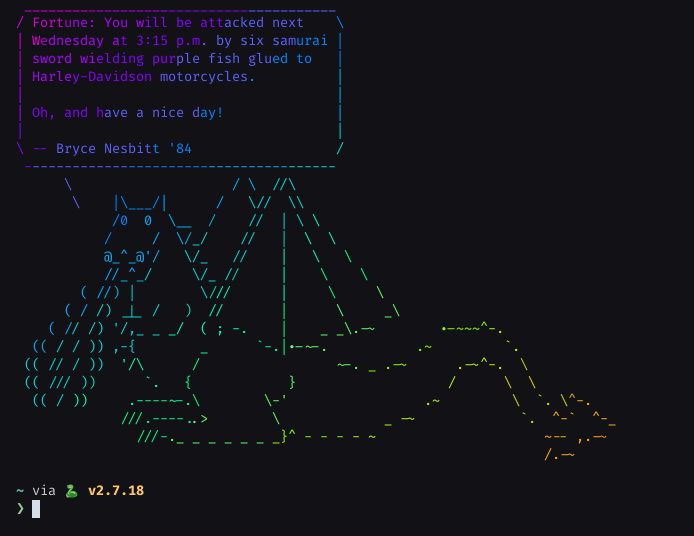 Fortune: You will be attacked next
Wednesday at 3:15 p.m. by six samurai
sword wielding purple fish glued to
Harley-Davidson motorcycles.
Oh, and have a nice day!
-- Bryce Nesbitt '84
~ via 🐍 v2.7.18
❯